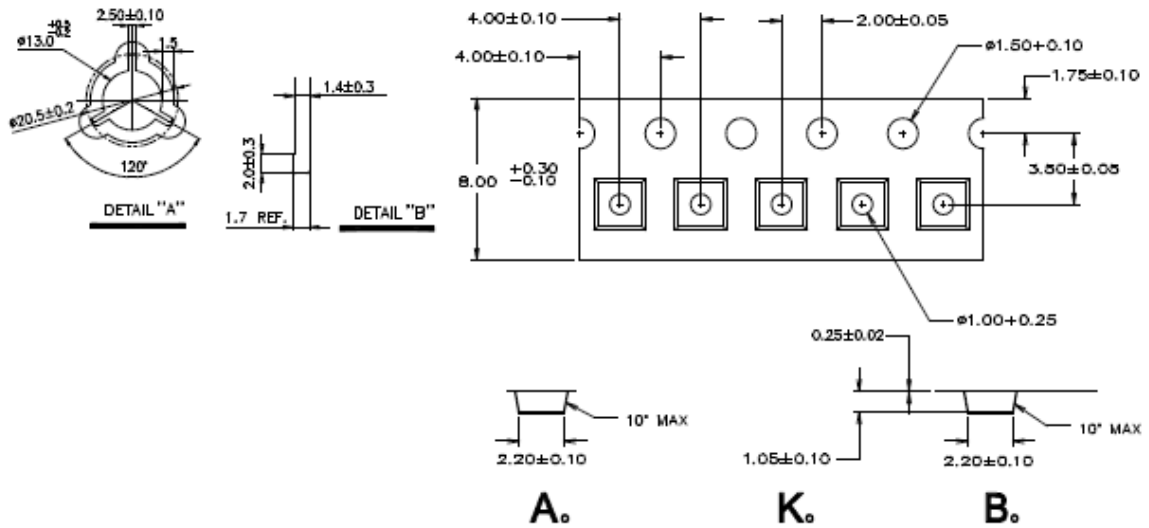 2.50±0.10
ø13.0 +0.5 -0.2
1.5
ø20.5±0.2
120°
DETAIL "A"
1.4±0.3
2.0±0.3
1.7 REF.
DETAIL "B"
4.00±0.10
2.00±0.05
4.00±0.10
ø1.50+0.10
1.75±0.10
8.00 +0.30 -0.10
3.50±0.05
ø1.00+0.25
0.25±0.02
10° MAX
2.20±0.10
1.05±0.10
10° MAX
2.20±0.10
A₀
K₀
B₀